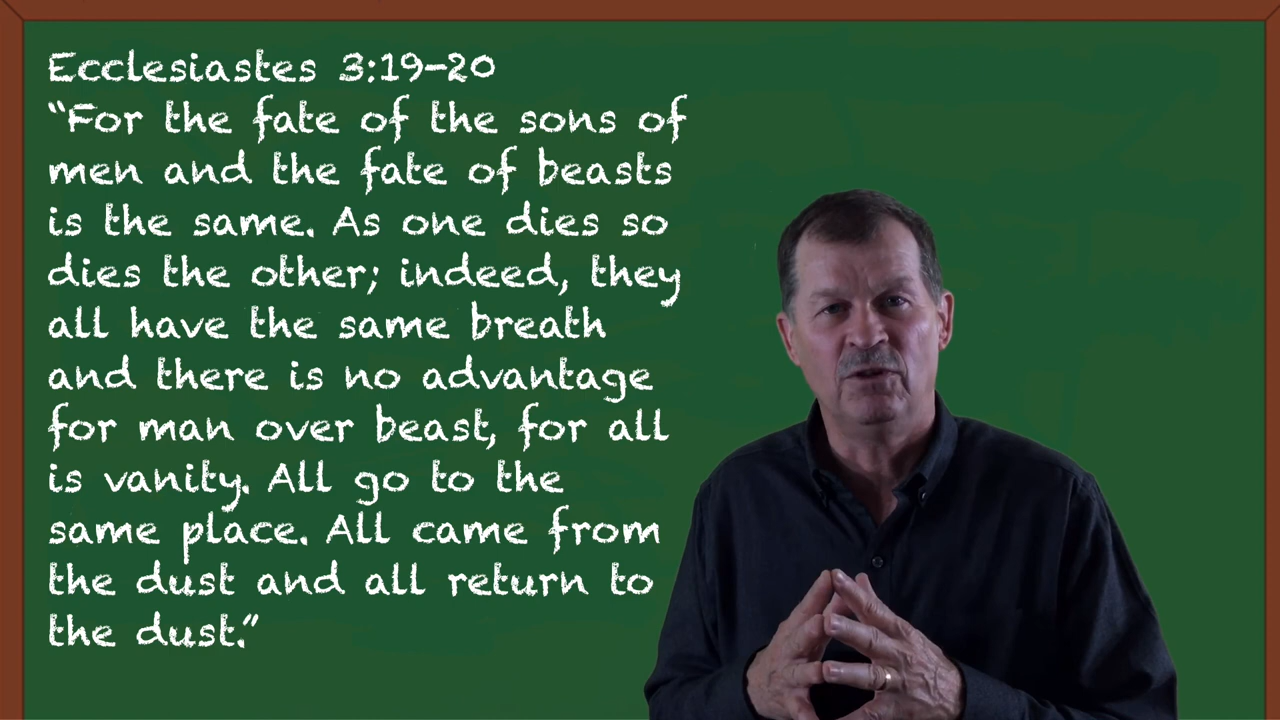 Ecclesiastes 3:19–20
“For the fate of the sons of
men and the fate of beasts
is the same. As one dies so
dies the other; indeed, they
all have the same breath
and there is no advantage
for man over beast, for all
is vanity. All go to the
same place. All came from
the dust and all return to
the dust.”